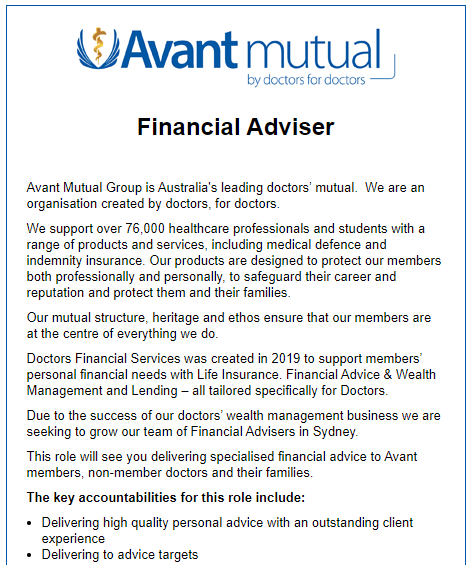 Avant mutual
by doctors for doctors
Financial Adviser
Avant Mutual Group is Australia's leading doctors' mutual.  We are an
organisation created by doctors, for doctors.
We support over 76,000 healthcare professionals and students with a
range of products and services, including medical defence and
indemnity insurance. Our products are designed to protect our members
both professionally and personally, to safeguard their career and
reputation and protect them and their families.
Our mutual structure, heritage and ethos ensure that our members are
at the centre of everything we do.
Doctors Financial Services was created in 2019 to support members'
personal financial needs with Life Insurance. Financial Advice & Wealth
Management and Lending – all tailored specifically for Doctors.
Due to the success of our doctors' wealth management business we are
seeking to grow our team of Financial Advisers in Sydney.
This role will see you delivering specialised financial advice to Avant
members, non-member doctors and their families.
The key accountabilities for this role include:
• Delivering high quality personal advice with an outstanding client
experience
• Delivering to advice targets